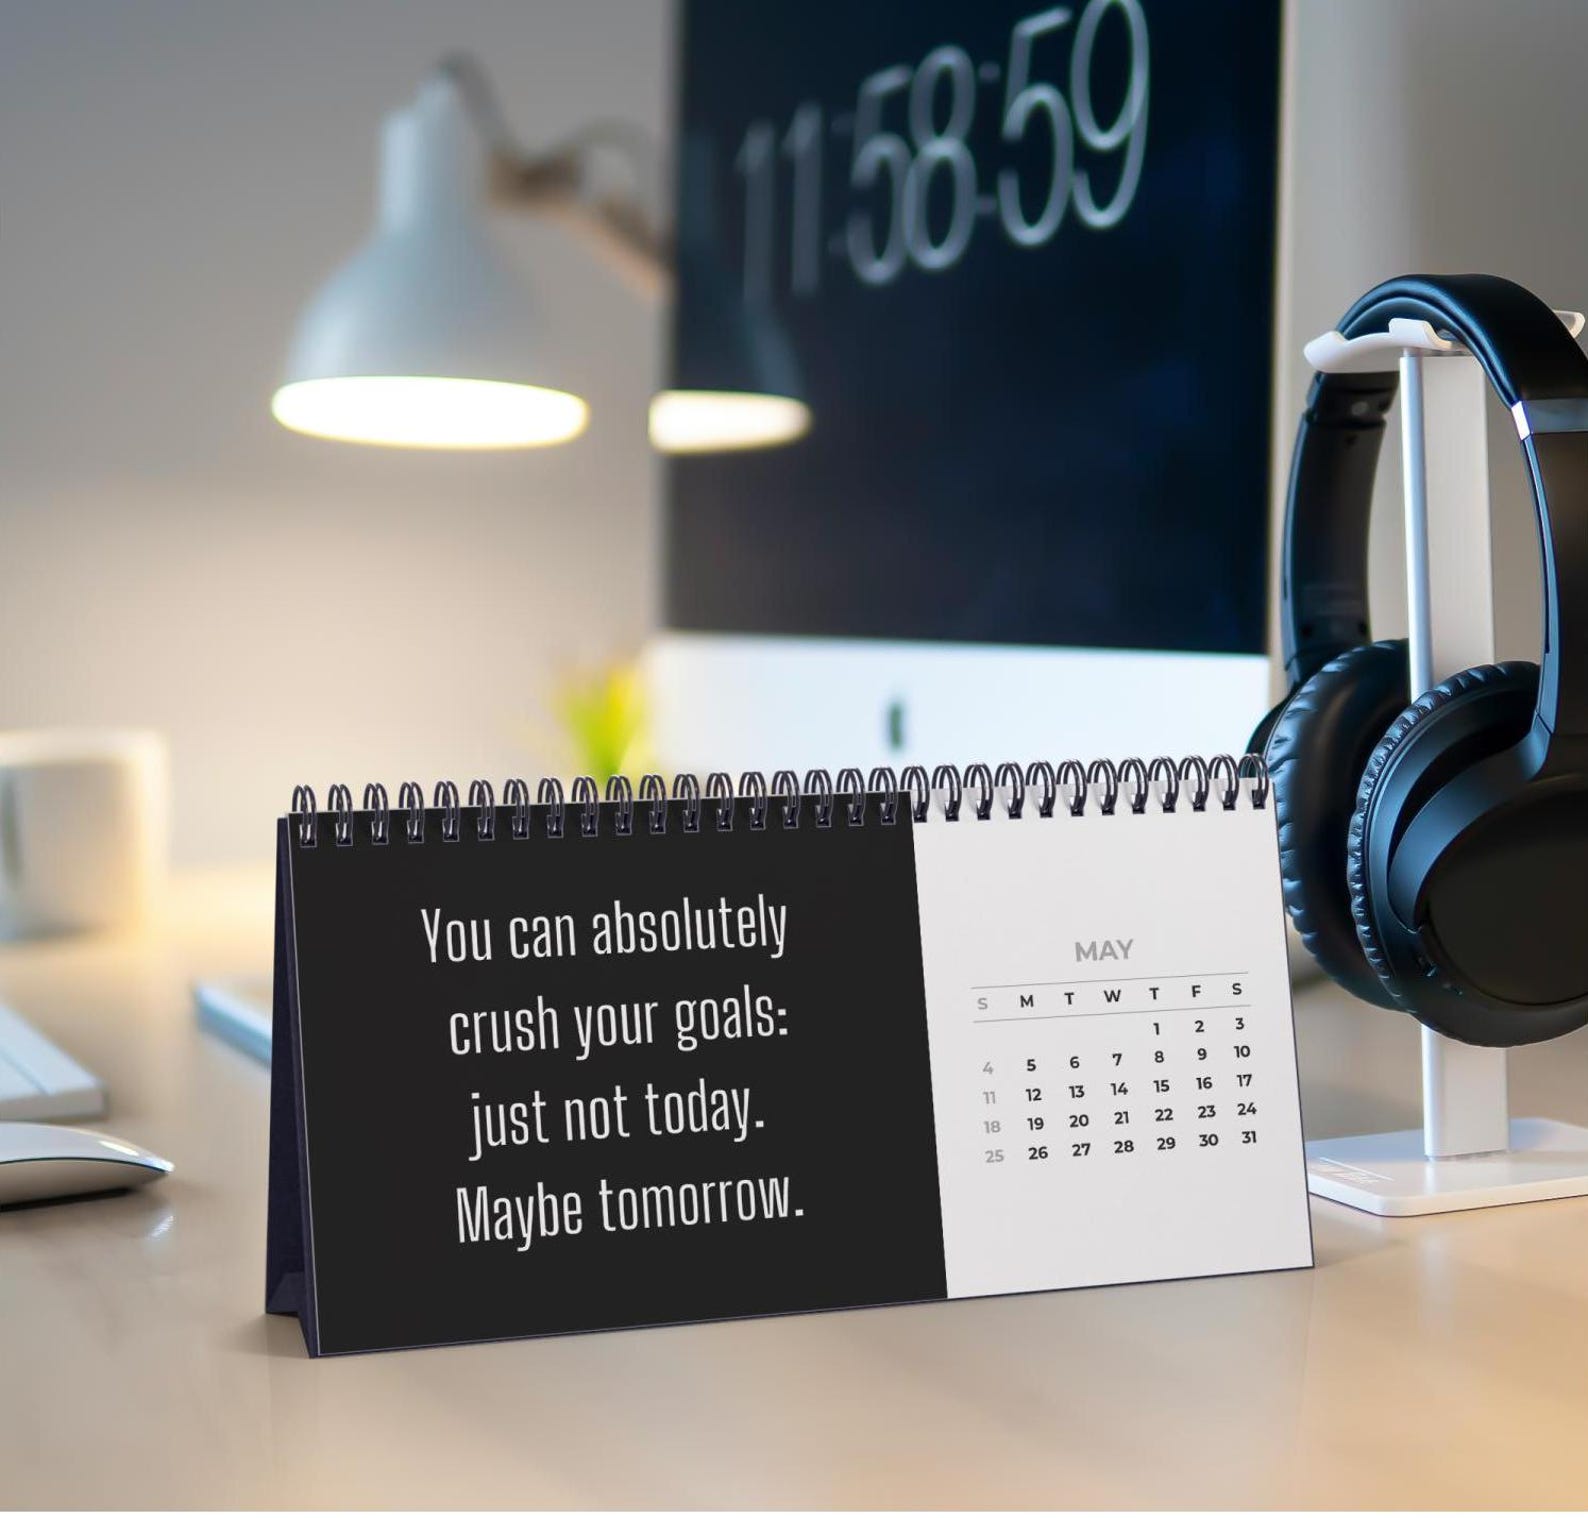 11:58:59
You can absolutely
crush your goals:
just not today.
Maybe tomorrow.
MAY
S M T W T F S
1 2 3
4 5 6 7 8 9 10
11 12 13 14 15 16 17
18 19 20 21 22 23 24
25 26 27 28 29 30 31